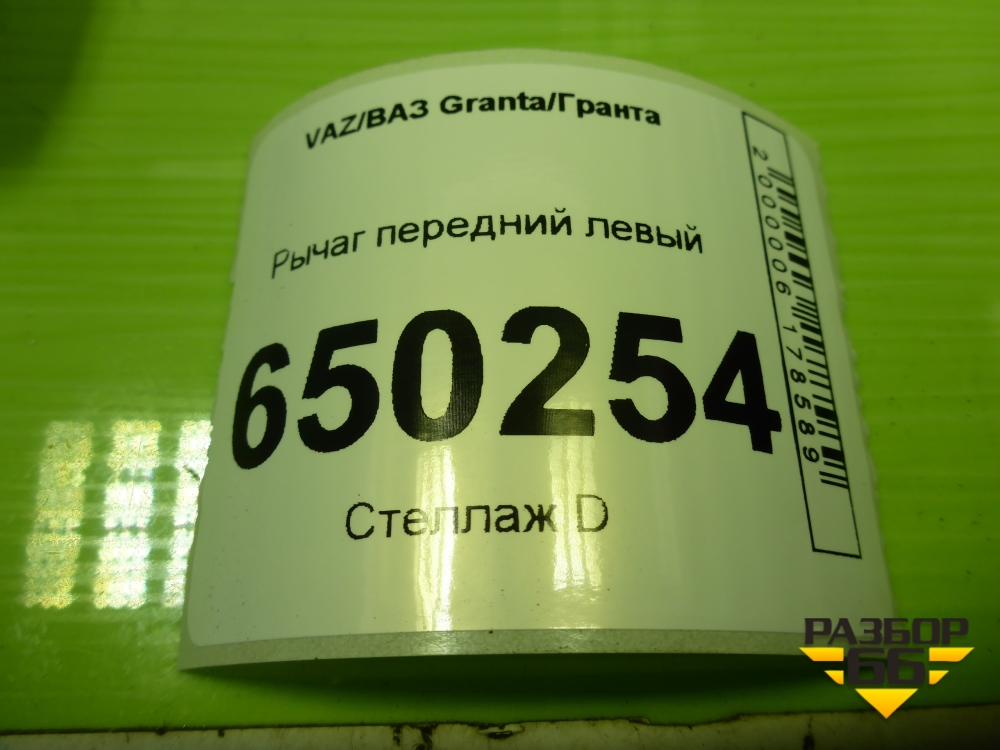 VAZ/ВАЗ Granta/Гранта
Рычаг передний левый
650254
Стеллаж D
2000006178589
РАЗБОР
66